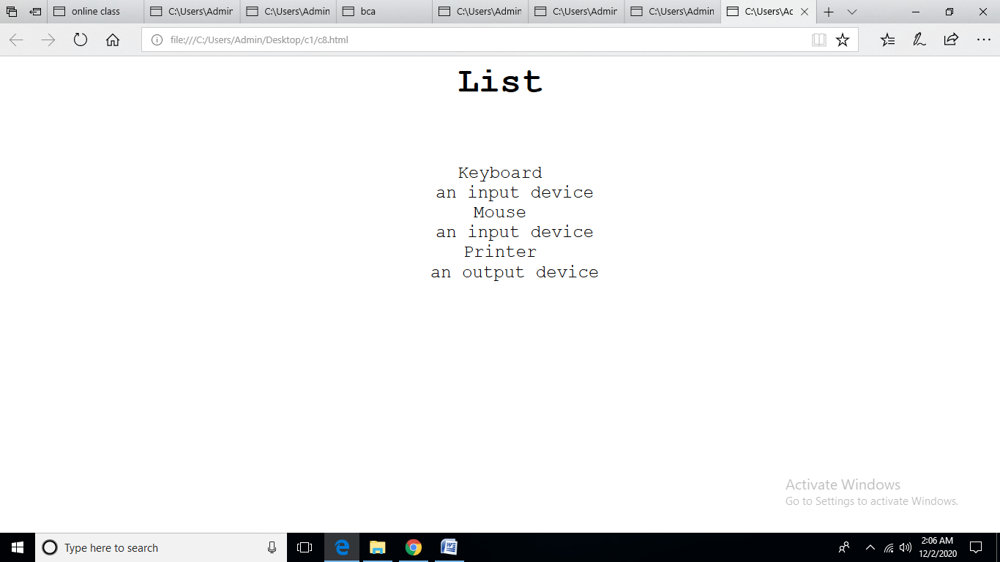 online class
C:\Users\Admin
C:\Users\Admin
bca
C:\Users\Admin
C:\Users\Admin
C:\Users\Admin
C:\Users\Ac
file:///C:/Users/Admin/Desktop/c1/c8.html
List
Keyboard
an input device
Mouse
an input device
Printer
an output device
Activate Windows
Go to Settings to activate Windows.
Type here to search
2:06 AM
12/2/2020